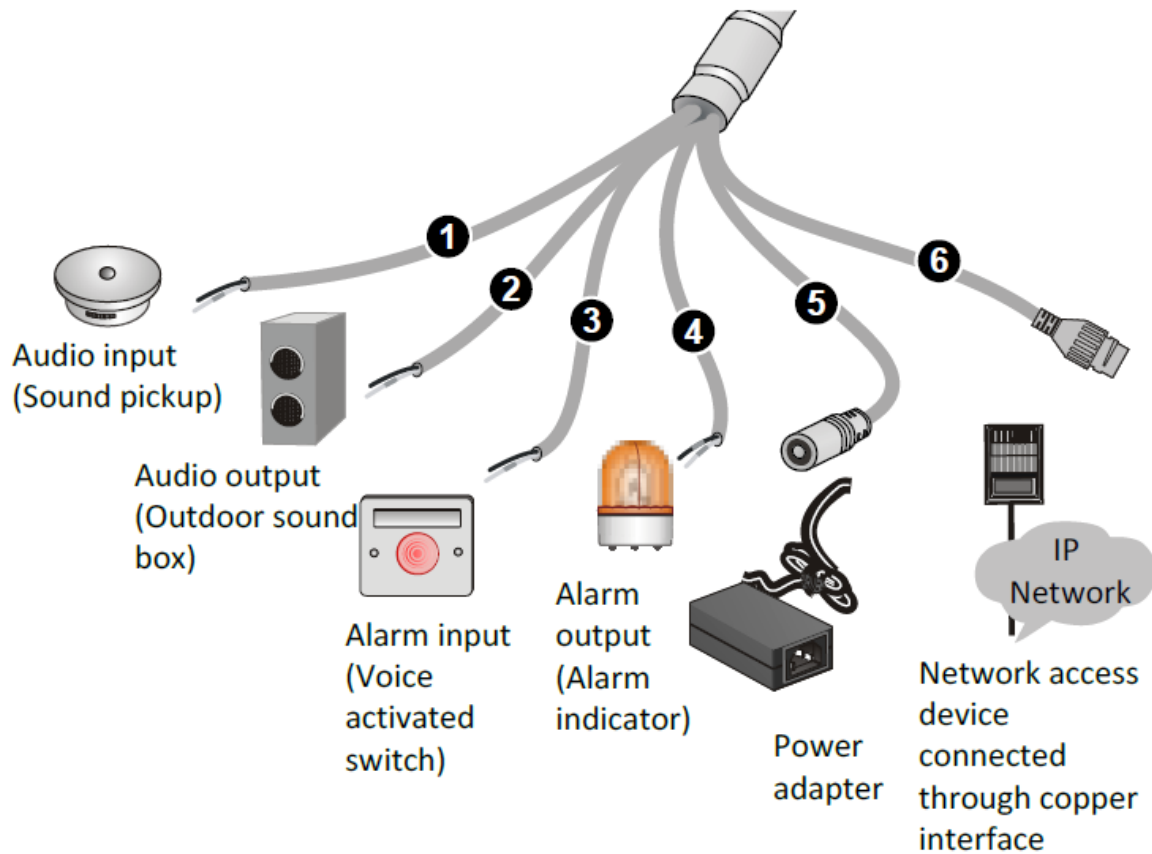 1
2
3
4
5
6
Audio input
(Sound pickup)
Audio output
(Outdoor sound
box)
Alarm input
(Voice
activated
switch)
Alarm
output
(Alarm
indicator)
Power
adapter
IP
Network
Network access
device
connected
through copper
interface